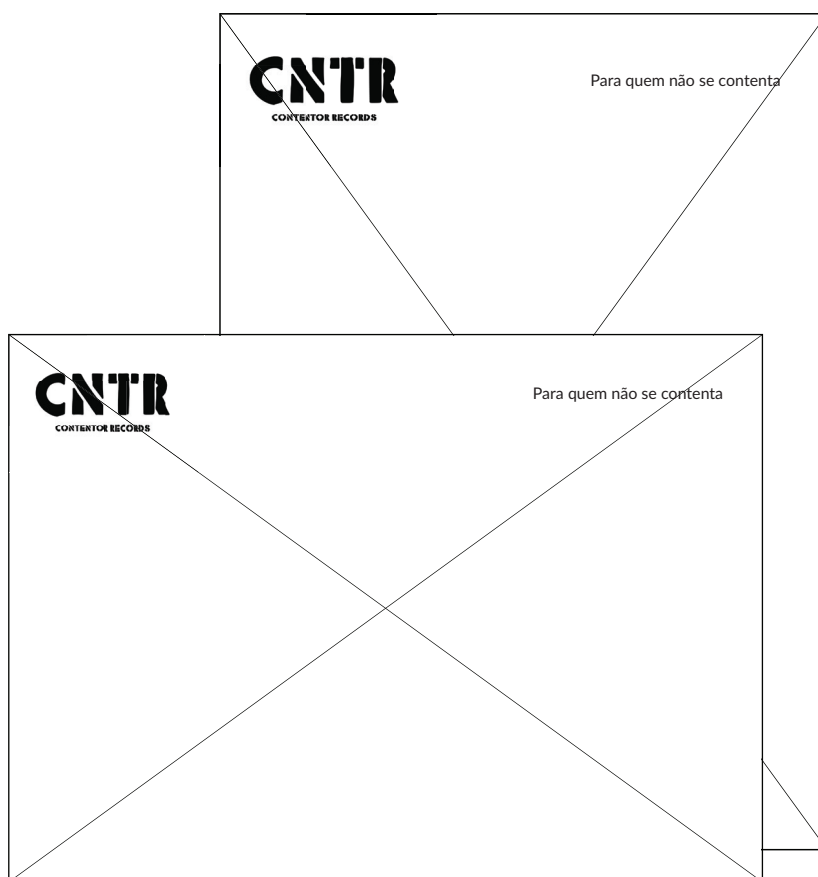 CNTR
Para quem não se contenta
CONTENTOR RECORDS
CNTR
Para quem não se contenta
CONTENTOR RECORDS